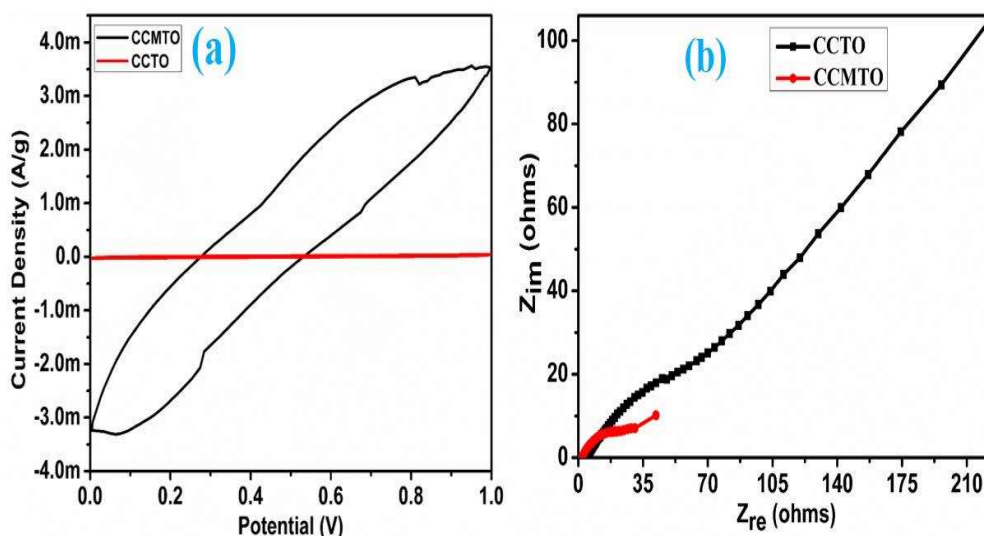 CCMTO
CCTO
(a)
Current Density (A/g)
4.0m
3.0m
2.0m
1.0m
0.0
-1.0m
-2.0m
-3.0m
-4.0m
0.0 0.2 0.4 0.6 0.8 1.0
Potential (V)
(b)
CCTO
CCMTO
Zim (ohms)
100
80
60
40
20
0
0 35 70 105 140 175 210
Zre (ohms)